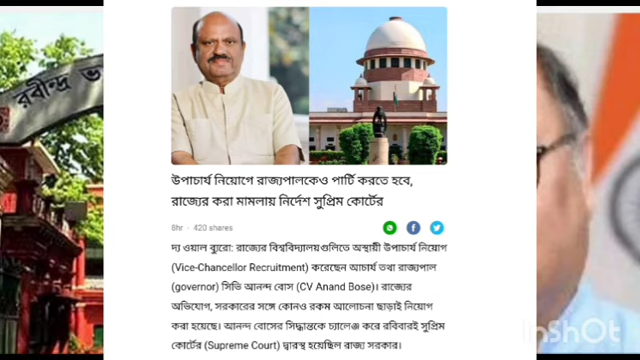 রবীন্দ্র ভ
উপাচার্য নিয়োগে রাজ্যপালকেও পার্টি করতে হবে,
রাজ্যের করা মামলায় নির্দেশ সুপ্রিম কোর্টের
8hr · 420 shares
দ্য ওয়াল ব্যুরো: রাজ্যের বিশ্ববিদ্যালয়গুলিতে অস্থায়ী উপাচার্য নিয়োগ
(Vice-Chancellor Recruitment) করেছেন আচার্য তথা রাজ্যপাল
(governor) সিভি আনন্দ বোস (CV Anand Bose)। রাজ্যের
অভিযোগ, সরকারের সঙ্গে কোনও রকম আলোচনা ছাড়াই নিয়োগ
করা হয়েছে। আনন্দ বোসের সিদ্ধান্তকে চ্যালেঞ্জ করে রবিবারই সুপ্রিম
কোর্টের (Supreme Court) দ্বারস্থ হয়েছিল রাজ্য সরকার।
InShOt